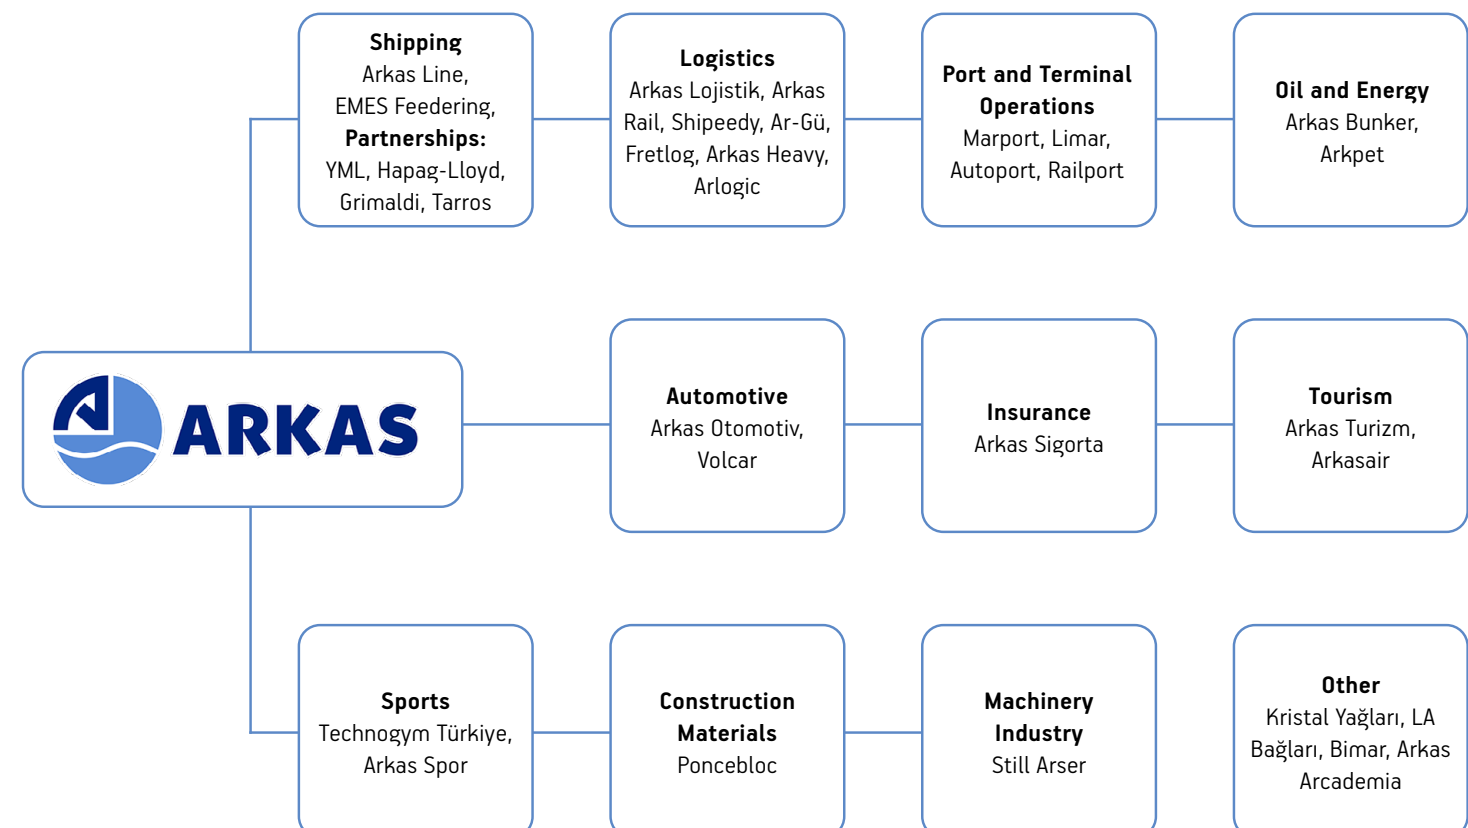 Shipping
Arkas Line,
EMES Feedering,
Partnerships:
YML, Hapag-Lloyd,
Grimaldi, Tarros
Logistics
Arkas Lojistik, Arkas
Rail, Shipeedy, Ar-Gü,
Fretlog, Arkas Heavy,
Arlogic
Port and Terminal
Operations
Marport, Limar,
Autoport, Railport
Oil and Energy
Arkas Bunker,
Arkpet
ARKAS
Automotive
Arkas Otomotiv,
Volcar
Insurance
Arkas Sigorta
Tourism
Arkas Turizm,
Arkasair
Sports
Technogym Türkiye,
Arkas Spor
Construction
Materials
Poncebloc
Machinery
Industry
Still Arser
Other
Kristal Yağları, LA
Bağları, Bimar, Arkas
Arcademia